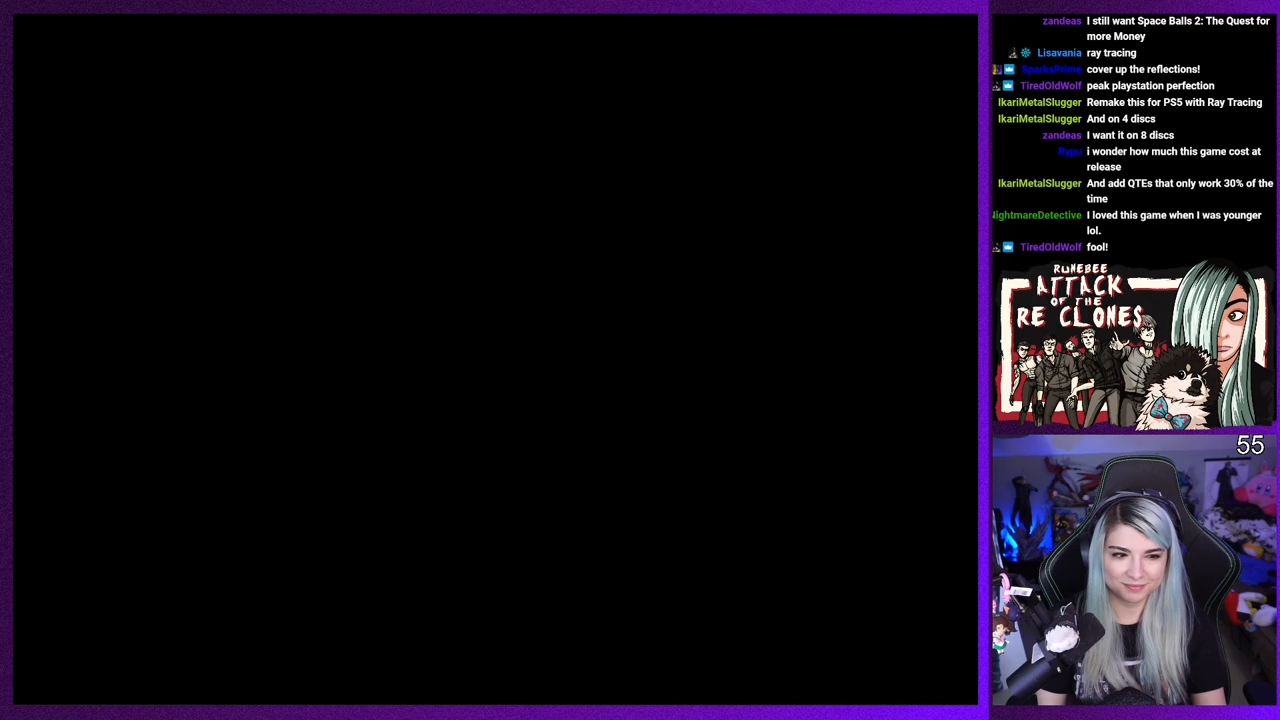 zandeas I still want Space Balls 2: The Quest for
more Money
Lisavania ray tracing
SparksPrime cover up the reflections!
TiredOldWolf peak playstation perfection
IkariMetalSlugger Remake this for PS5 with Ray Tracing
IkariMetalSlugger And on 4 discs
zandeas I want it on 8 discs
i wonder how much this game cost at
release
IkariMetalSlugger And add QTEs that only work 30% of the
time
ightmareDetective I loved this game when I was younger
lol.
TiredOldWolf fool!
RUNEBEE
ATTACK
OF THE
RE CLONES
55